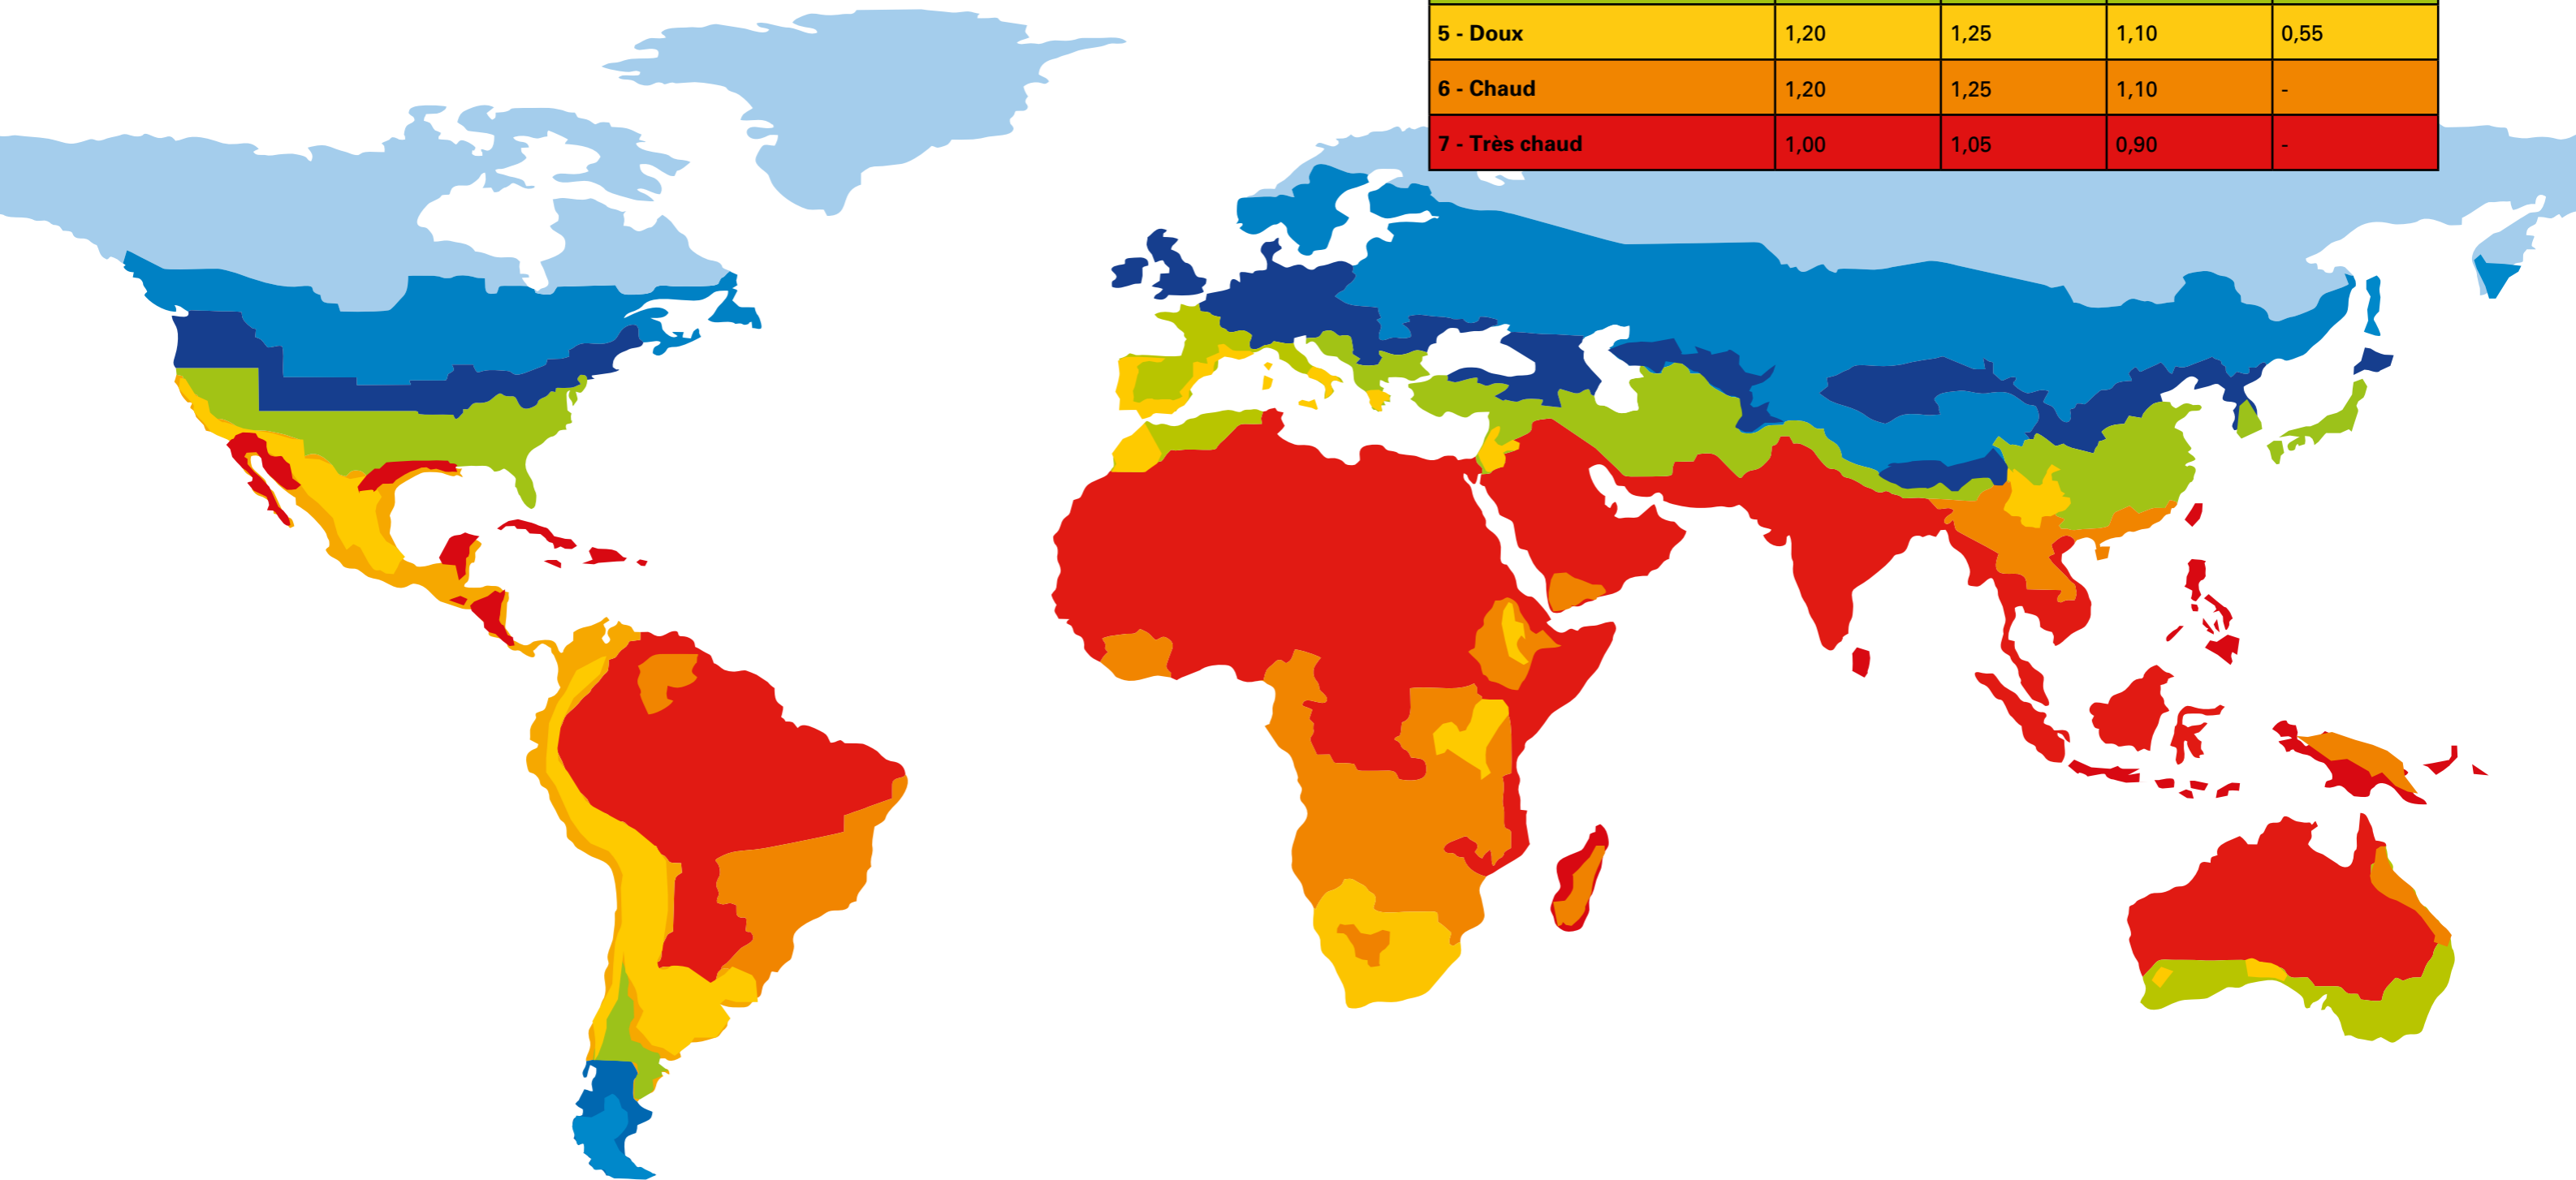 5 - Doux 1,20 1,25 1,10 0,55
6 - Chaud 1,20 1,25 1,10 -
7 - Très chaud 1,00 1,05 0,90 -